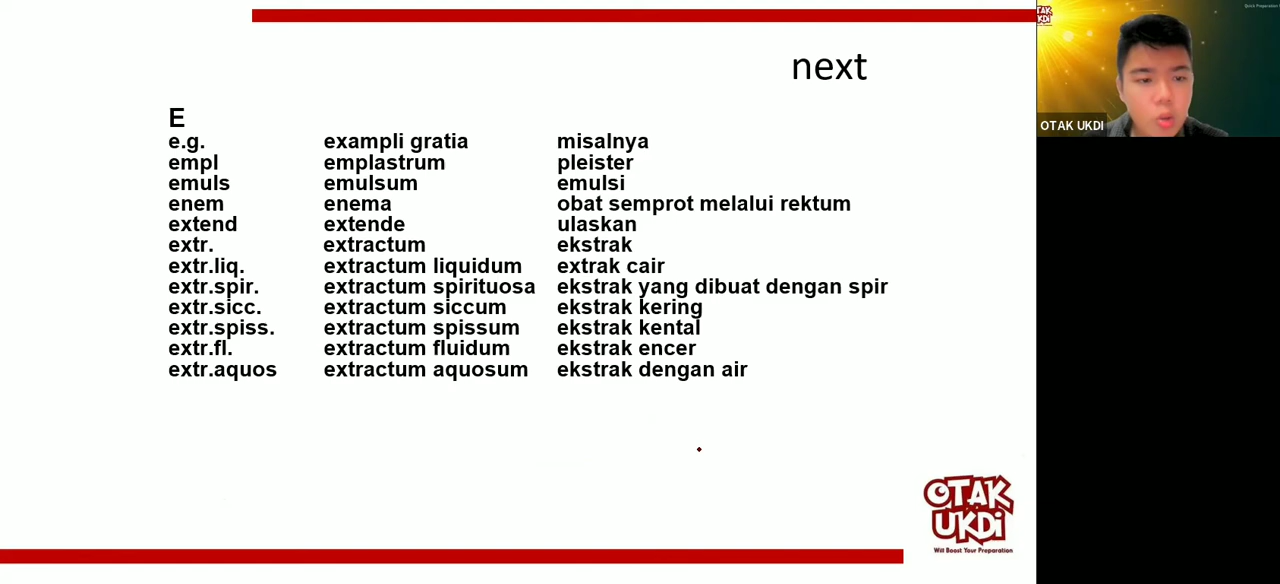 next
E
e.g. exampli gratia misalnya
empl emplastrum pleister
emuls emulsum emulsi
enem enema obat semprot melalui rektum
extend extende ulaskan
extr. extractum ekstrak
extr.liq. extractum liquidum extrak cair
extr.spir. extractum spirituosa ekstrak yang dibuat dengan spir
extr.sicc. extractum siccum ekstrak kering
extr.spiss. extractum spissum ekstrak kental
extr.fl. extractum fluidum ekstrak encer
extr.aquos extractum aquosum ekstrak dengan air
OTAK
UKDI
Will Boost Your Preparation
Quick Preparation
OTAK UKDI